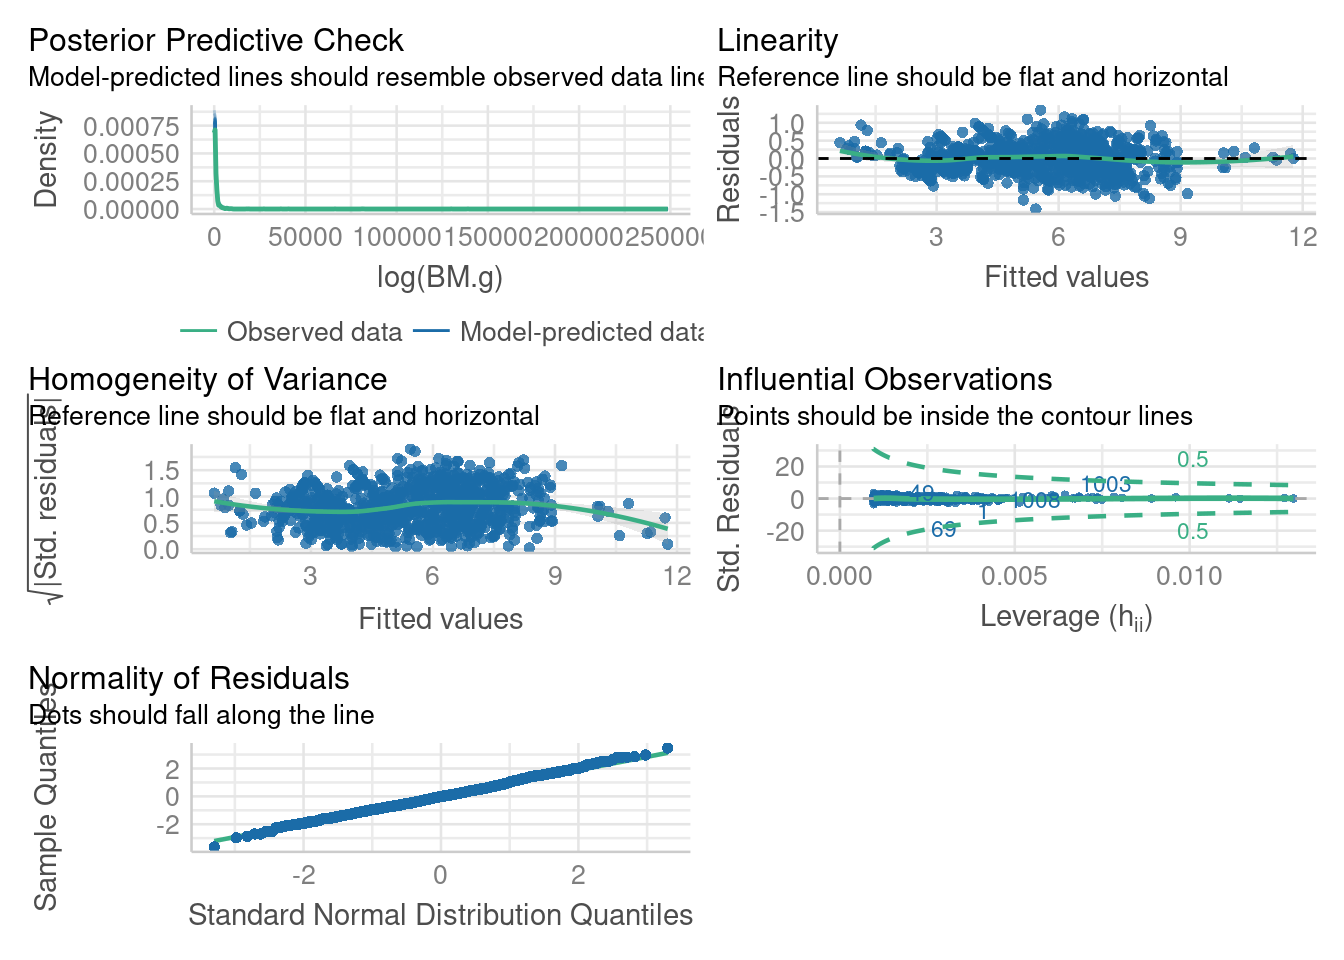 Posterior Predictive Check
Model-predicted lines should resemble observed data line
Density
0.00075
0.00050
0.00025
0.00000
0 50000 100000 150000 200000 25000
log(BM.g)
Observed data Model-predicted data
Linearity
Reference line should be flat and horizontal
Residuals
1.0
0.5
0.0
-0.5
-1.0
-1.5
3 6 9 12
Fitted values
Homogeneity of Variance
Reference line should be flat and horizontal
√|Std. residuals|
1.5
1.0
0.5
0.0
3 6 9 12
Fitted values
Influential Observations
Points should be inside the contour lines
Std. Residuals
20
0
-20
0.5
1003
49
1008
1
69
0.5
0.000 0.005 0.010
Leverage (hii)
Normality of Residuals
Dots should fall along the line
Sample Quantiles
2
0
-2
-2 0 2
Standard Normal Distribution Quantiles